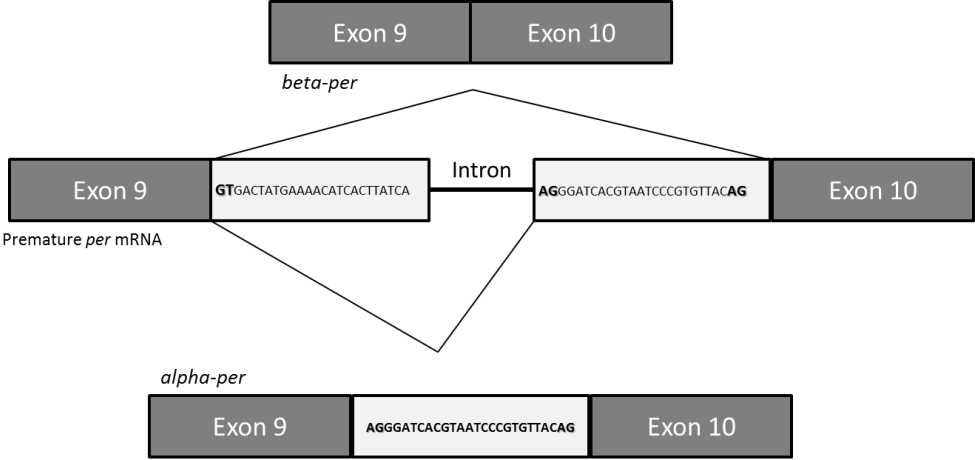 Exon 9 Exon 10
beta-per
Intron
Exon 9 GTGACTATGAAAACATCACTTATCA AGGGATCACGTAATCCCGTGTTACAG Exon 10
Premature per mRNA
alpha-per
Exon 9 AGGGATCACGTAATCCCGTGTTACAG Exon 10